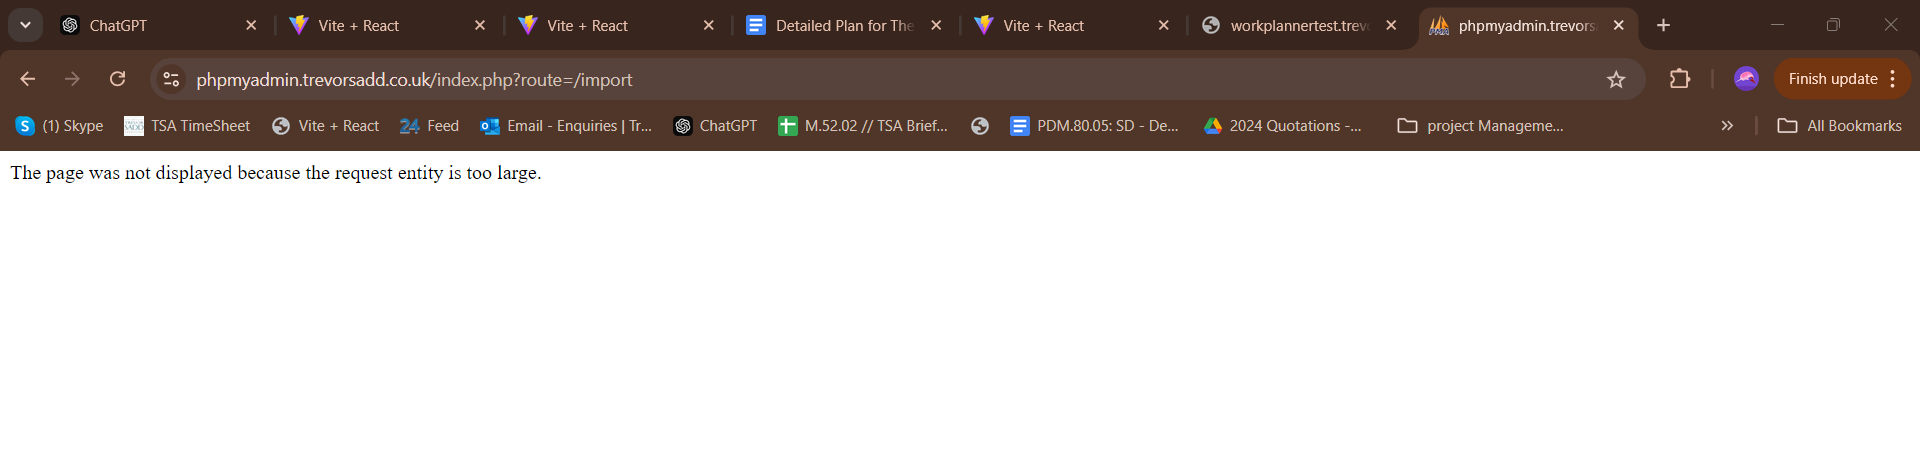 ChatGPT
Vite + React
Vite + React
Detailed Plan for The
Vite + React
workplannertest.trev
phpmyadmin.trevors
phpmyadmin.trevorsadd.co.uk/index.php?route=/import
Finish update
(1) Skype
TSA TimeSheet
Vite + React
24 Feed
Email - Enquiries | Tr...
ChatGPT
M.52.02 // TSA Brief...
PDM.80.05: SD - De...
2024 Quotations -...
project Manageme...
All Bookmarks
The page was not displayed because the request entity is too large.